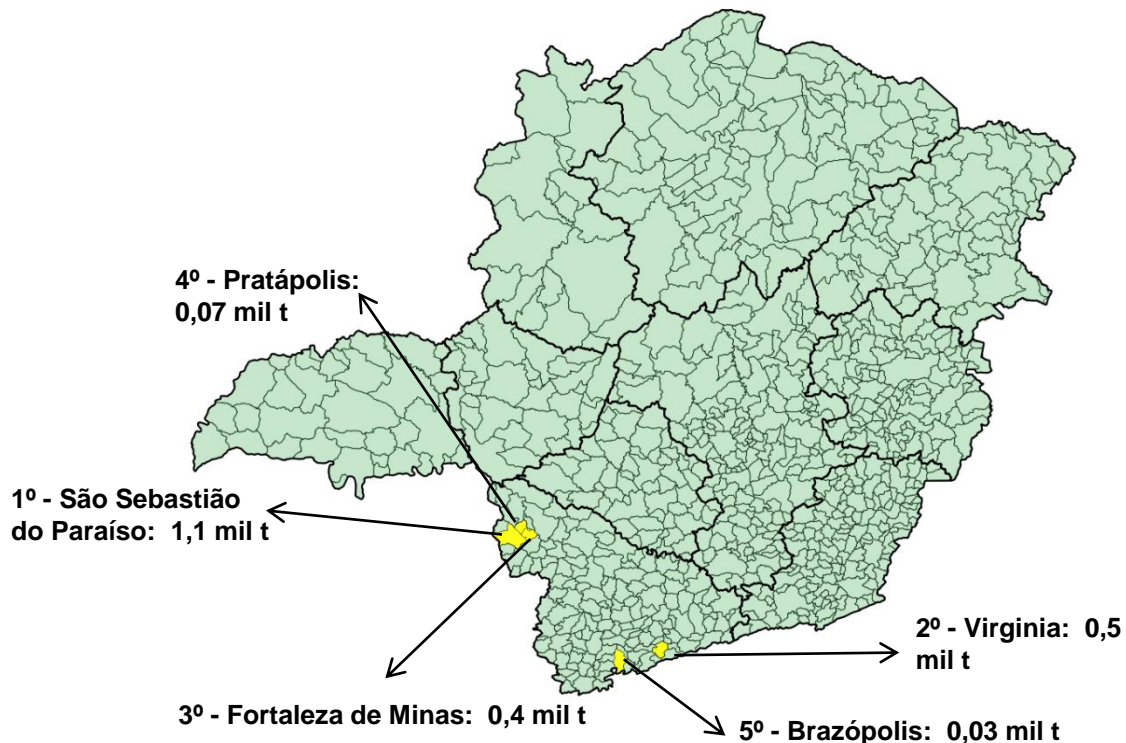 4º - Pratápolis:
0,07 mil t
1º - São Sebastião
do Paraíso: 1,1 mil t
2º - Virginia: 0,5
mil t
3º - Fortaleza de Minas: 0,4 mil t
5º - Brazópolis: 0,03 mil t